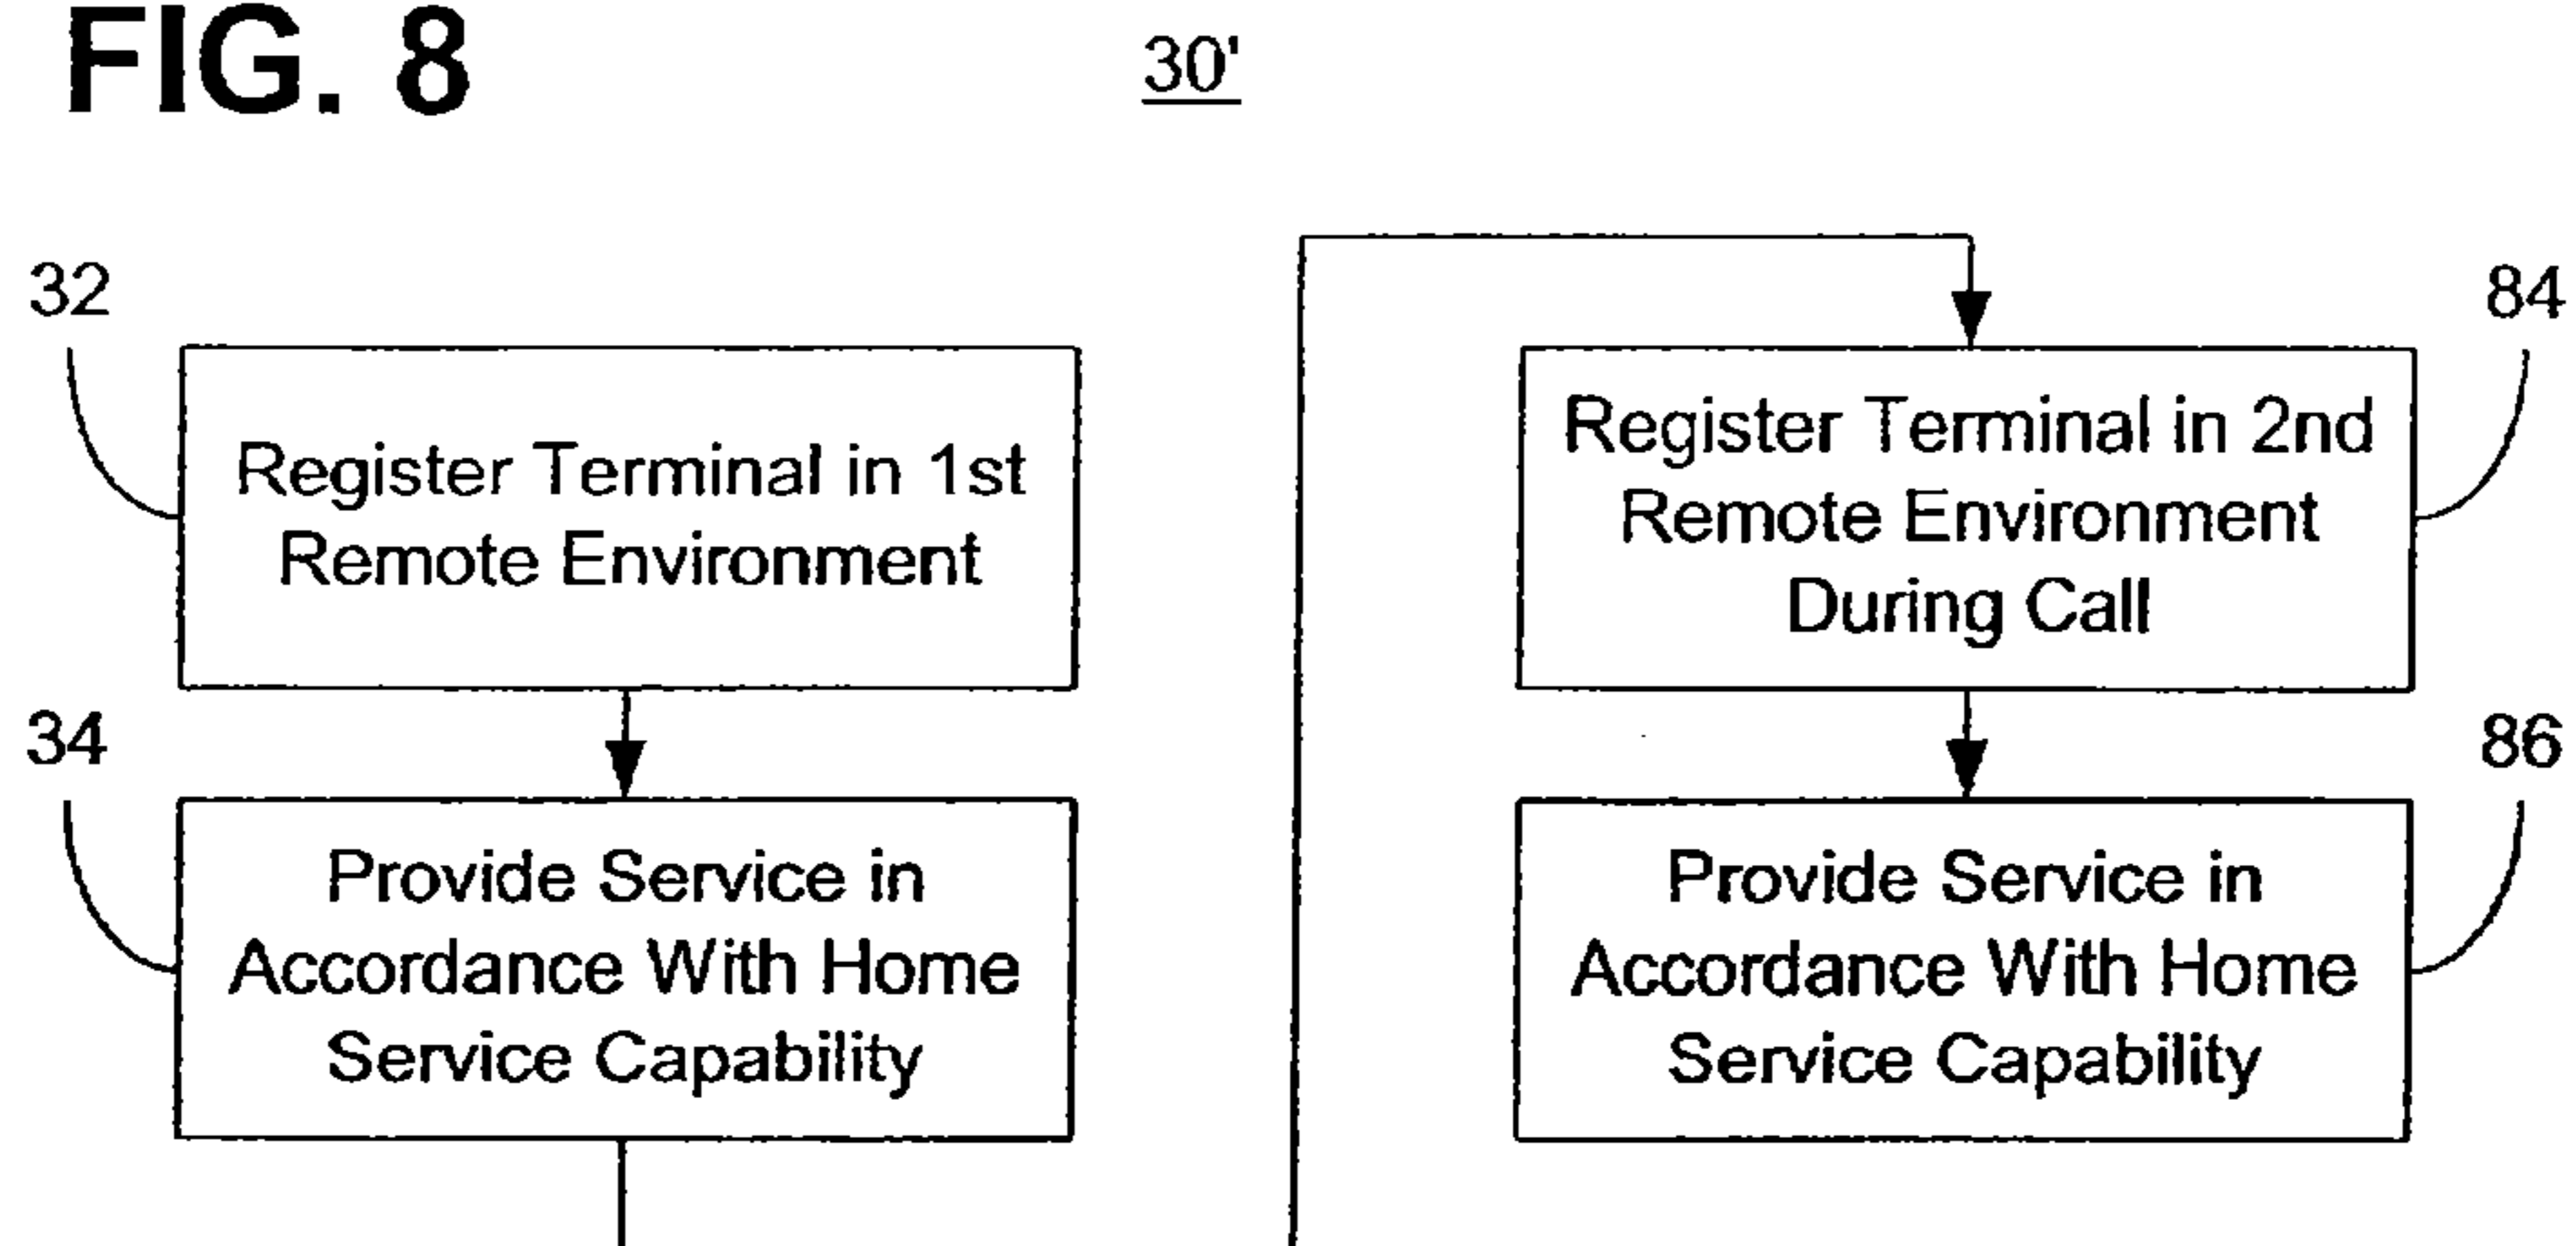 FIG. 8
30'
32
Register Terminal in 1st
Remote Environment
34
Provide Service in
Accordance With Home
Service Capability
84
Register Terminal in 2nd
Remote Environment
During Call
86
Provide Service in
Accordance With Home
Service Capability